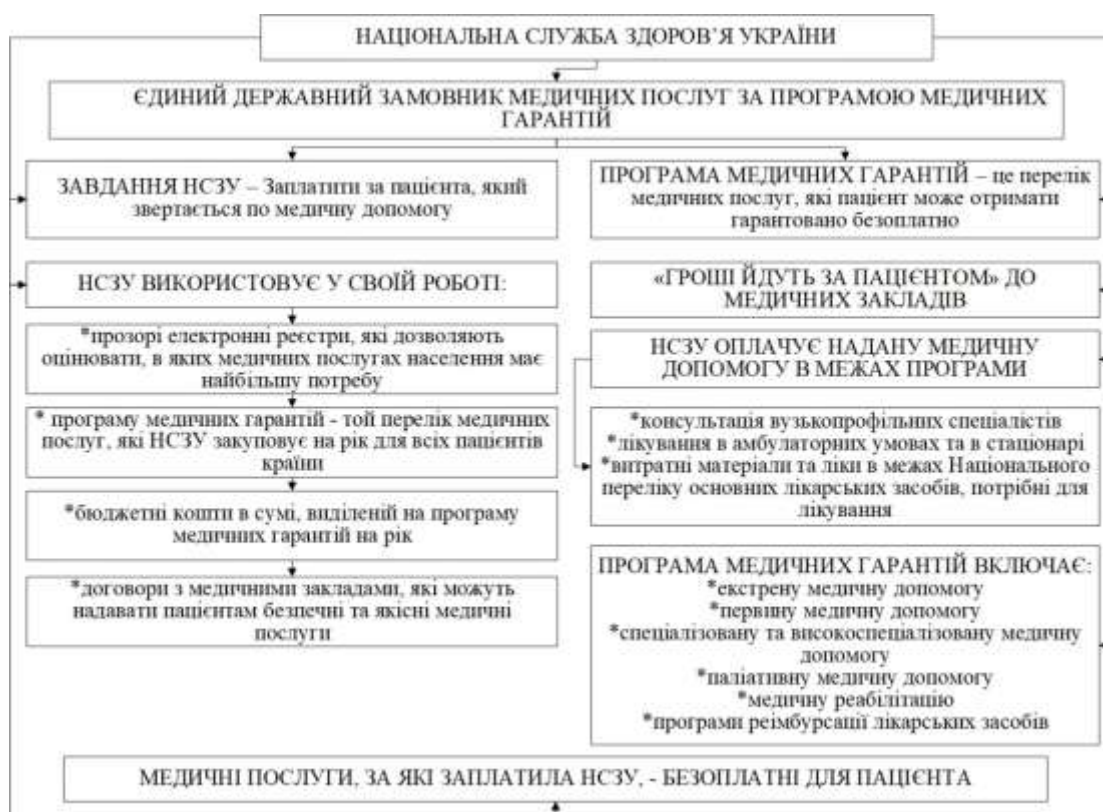 НАЦІОНАЛЬНА СЛУЖБА ЗДОРОВ'Я УКРАЇНИ
ЄДИНИЙ ДЕРЖАВНИЙ ЗАМОВНИК МЕДИЧНИХ ПОСЛУГ ЗА ПРОГРАМОЮ МЕДИЧНИХ
ГАРАНТІЙ
ЗАВДАННЯ НСЗУ – Заплатити за пацієнта, який
звертається по медичну допомогу
НСЗУ ВИКОРИСТОВУЄ У СВОЇЙ РОБОТІ:
*прозорі електронні реєстри, які дозволяють
оцінювати, в яких медичних послугах населення має
найбільшу потребу
* програму медичних гарантій - той перелік медичних
послуг, які НСЗУ закуповує на рік для всіх пацієнтів
країни
*бюджетні кошти в сумі, виділеній на програму
медичних гарантій на рік
*договори з медичними закладами, які можуть
надавати пацієнтам безпечні та якісні медичні
послуги
ПРОГРАМА МЕДИЧНИХ ГАРАНТІЙ – це перелік
медичних послуг, які пацієнт може отримати
гарантовано безоплатно
«ГРОШІ ЙДУТЬ ЗА ПАЦІЄНТОМ» ДО
МЕДИЧНИХ ЗАКЛАДІВ
НСЗУ ОПЛАЧУЄ НАДАНУ МЕДИЧНУ
ДОПОМОГУ В МЕЖАХ ПРОГРАМИ
*консультація вузькопрофільних спеціалістів
*лікування в амбулаторних умовах та в стаціонарі
*витратні матеріали та ліки в межах Національного
переліку основних лікарських засобів, потрібні для
лікування
ПРОГРАМА МЕДИЧНИХ ГАРАНТІЙ ВКЛЮЧАЄ:
*екстрену медичну допомогу
*первину медичну допомогу
*спеціалізовану та високоспеціалізовану медичну
допомогу
*паліативну медичну допомогу
*медичну реабілітацію
*програми реімбурсації лікарських засобів
МЕДИЧНІ ПОСЛУГИ, ЗА ЯКІ ЗАПЛАТИЛА НСЗУ, - БЕЗОПЛАТНІ ДЛЯ ПАЦІЄНТА